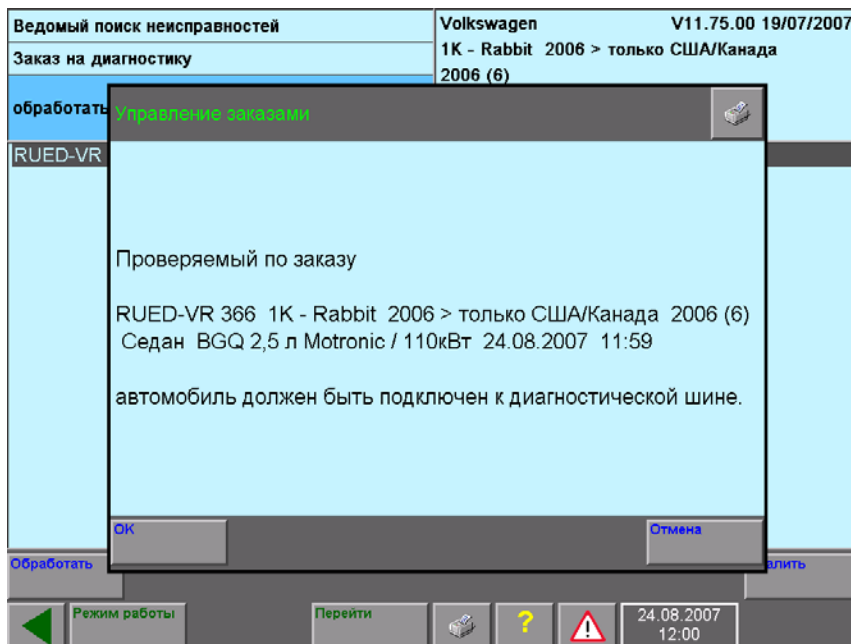 Ведомый поиск неисправностей
Volkswagen V11.75.00 19/07/2007
Заказ на диагностику
1K - Rabbit 2006 > только США/Канада
2006 (6)
обработать
Управление заказами
RUED-VR
Проверяемый по заказу
RUED-VR 366 1K - Rabbit 2006 > только США/Канада 2006 (6)
Седан BGQ 2,5 л Motronic / 110кВт 24.08.2007 11:59
автомобиль должен быть подключен к диагностической шине.
OK
Отмена
Обработать
алить
Режим работы
Перейти
?
24.08.2007
12:00